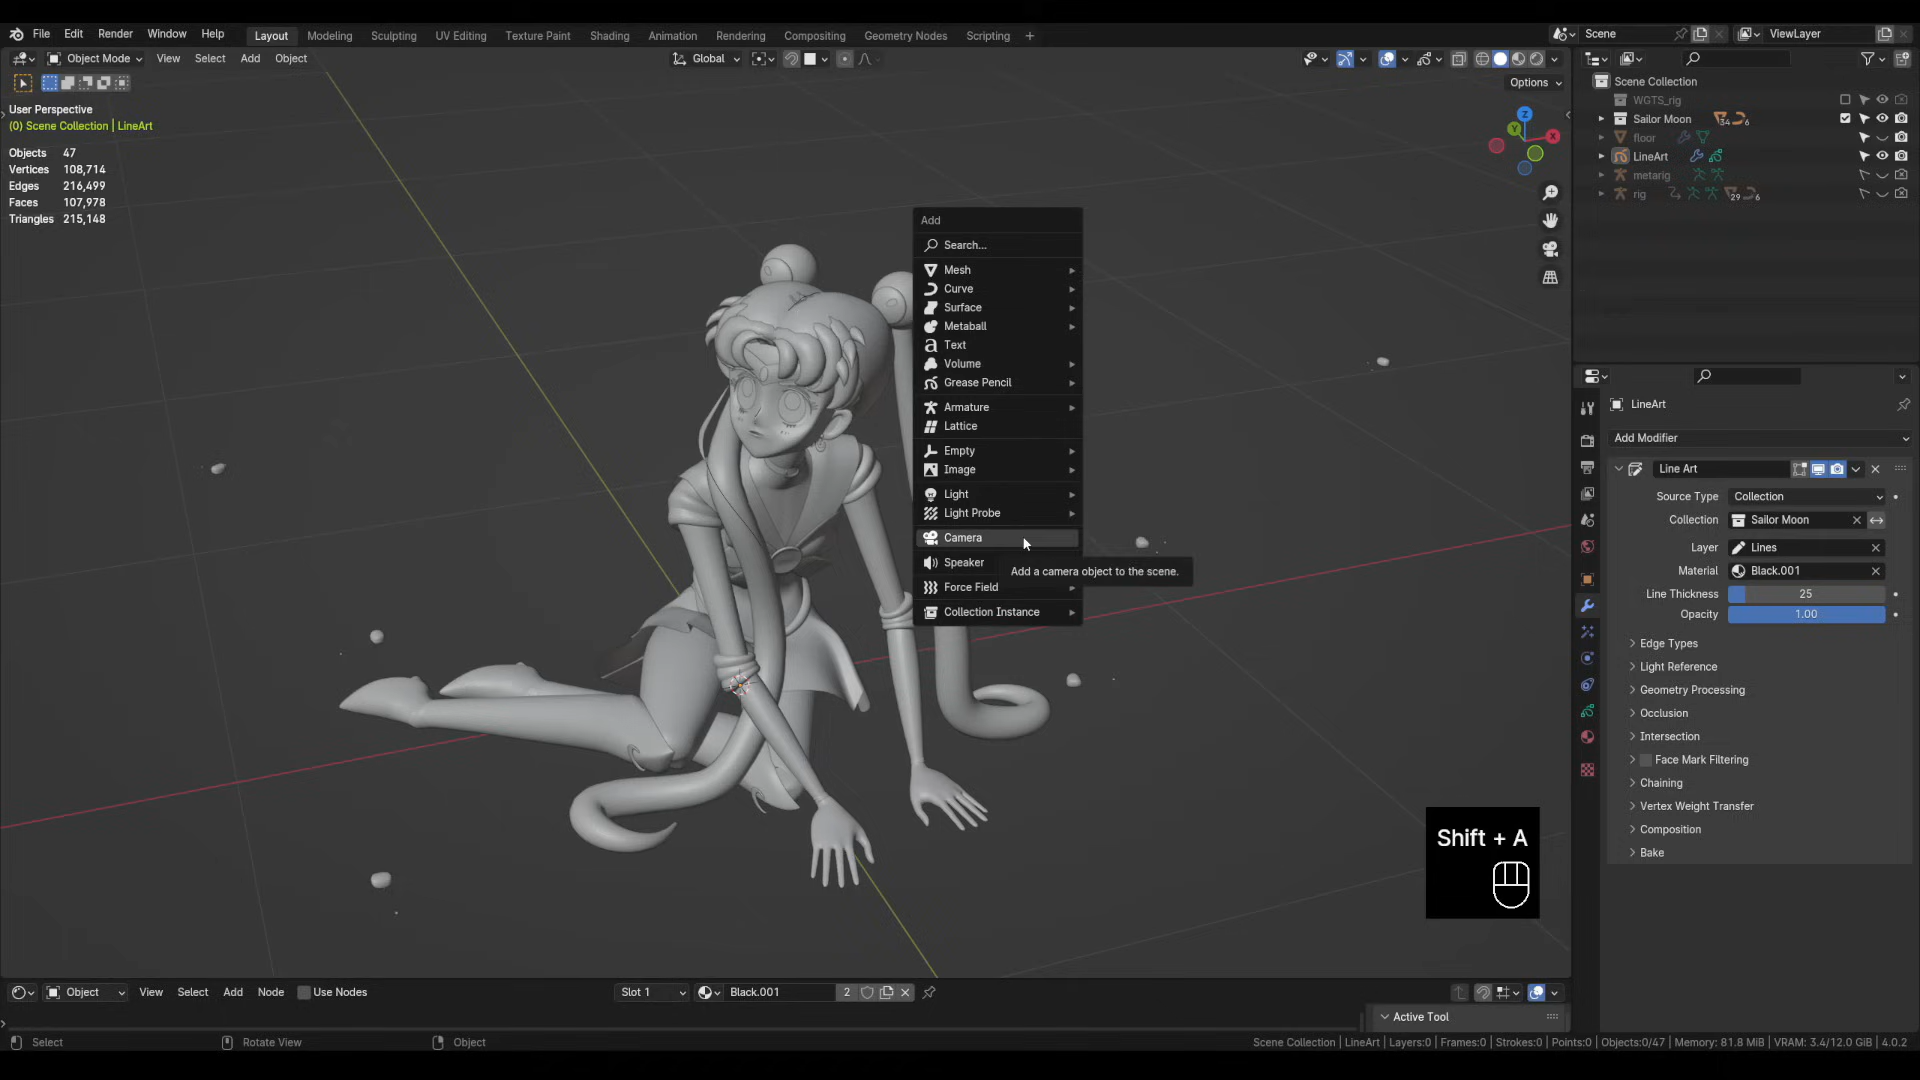 File Edit Render Window Help Layout Modeling Sculpting UV Editing Texture Paint Shading Animation Rendering Compositing Geometry Nodes Scripting + Scene ViewLayer
Object Mode View Select Add Object Global
Options
User Perspective
(0) Scene Collection | LineArt
Objects 47
Vertices 108,714
Edges 216,499
Faces 107,978
Triangles 215,148
Z
Y
X
Add
Search...
Mesh
Curve
Surface
Metaball
Text
Volume
Grease Pencil
Armature
Lattice
Empty
Image
Light
Light Probe
Camera
Speaker
Add a camera object to the scene.
Force Field
Collection Instance
Scene Collection
WGTS_rig
Sailor Moon 34 6
floor
LineArt
metarig
rig 29 6
LineArt
Add Modifier
Line Art
Source Type Collection
Collection Sailor Moon
Layer Lines
Material Black.001
Line Thickness 25
Opacity 1.00
Edge Types
Light Reference
Geometry Processing
Occlusion
Intersection
Face Mark Filtering
Chaining
Vertex Weight Transfer
Composition
Bake
Shift + A
Object View Select Add Node Use Nodes Slot 1 Black.001 2
Active Tool
Select Rotate View Object Scene Collection | LineArt | Layers:0 | Frames:0 | Strokes:0 | Points:0 | Objects:0/47 | Memory: 81.8 MiB | VRAM: 3.4/12.0 GiB | 4.0.2